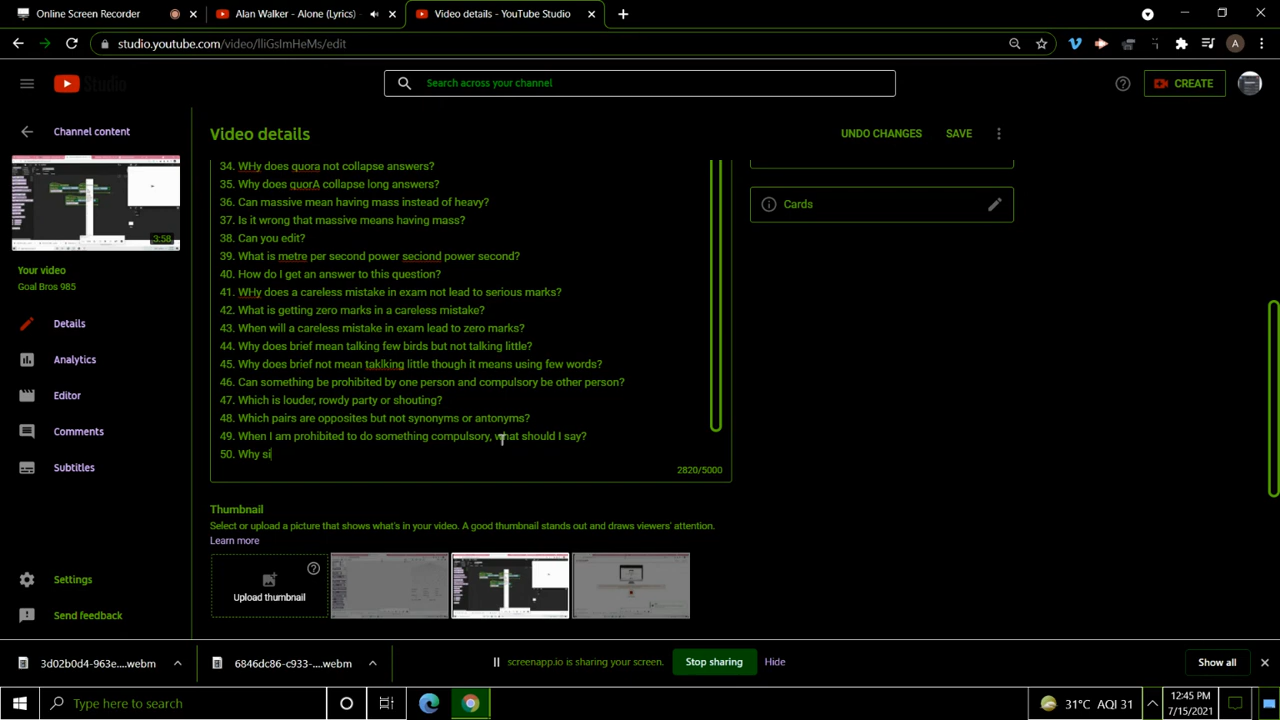 Online Screen Recorder
Alan Walker - Alone (Lyrics)
Video details - YouTube Studio
studio.youtube.com/video/lliGsImHeMs/edit
A
Studio
Search across your channel
CREATE
Channel content
Video details
UNDO CHANGES
SAVE
34. WHy does quora not collapse answers?
35. Why does quorA collapse long answers?
36. Can massive mean having mass instead of heavy?
37. Is it wrong that massive means having mass?
38. Can you edit?
39. What is metre per second power seciond power second?
40. How do I get an answer to this question?
41. WHy does a careless mistake in exam not lead to serious marks?
42. What is getting zero marks in a careless mistake?
43. When will a careless mistake in exam lead to zero marks?
44. Why does brief mean talking few birds but not talking little?
45. Why does brief not mean taklking little though it means using few words?
46. Can something be prohibited by one person and compulsory be other person?
47. Which is louder, rowdy party or shouting?
48. Which pairs are opposites but not synonyms or antonyms?
49. When I am prohibited to do something compulsory, what should I say?
50. Why si
2820/5000
Cards
3:58
Your video
Goal Bros 985
Details
Analytics
Editor
Comments
Subtitles
Settings
Send feedback
Thumbnail
Select or upload a picture that shows what's in your video. A good thumbnail stands out and draws viewers' attention.
Learn more
Upload thumbnail
3d02b0d4-963e....webm
6846dc86-c933-....webm
screenapp.io is sharing your screen.
Stop sharing
Hide
Show all
Type here to search
31°C AQI 31
12:45 PM
7/15/2021